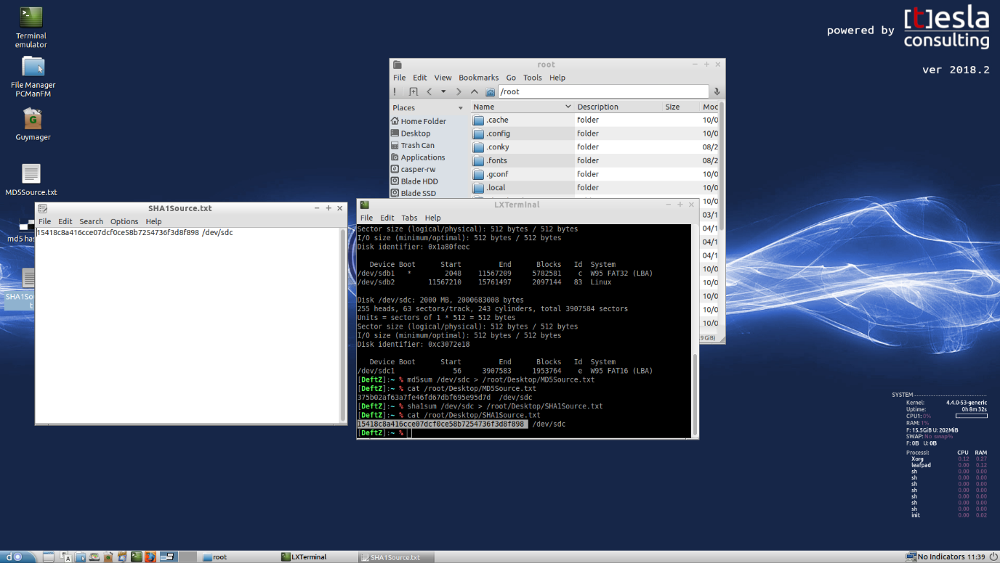 Terminal
emulator
File Manager
PCManFM
Guymager
MD5Source.txt
md5 has
SHA1So
t
powered by
[t]esla
consulting
ver 2018.2
root
File Edit View Bookmarks Go Tools Help
/root
Places
Home Folder
Desktop
Trash Can
Applications
casper-rw
Blade HDD
Blade SSD
Name Description Size Moc
.cache folder 10/0
.config folder 10/0
.conky folder 08/2
.fonts folder 08/2
.gconf folder 10/0
.local folder 10/0
10/0
03/1
04/1
04/1
04/1
10/0
10/0
10/0
10/0
10/0
.9 GiB)
SHA1Source.txt
File Edit Search Options Help
15418c8a416cce07dcf0ce58b7254736f3d8f898 /dev/sdc
LXTerminal
File Edit Tabs Help
Sector size (logical/physical): 512 bytes / 512 bytes
I/O size (minimum/optimal): 512 bytes / 512 bytes
Disk identifier: 0x1a80feec
Device Boot Start End Blocks Id System
/dev/sdb1 * 2048 11567209 5782581 c W95 FAT32 (LBA)
/dev/sdb2 11567210 15761497 2097144 83 Linux
Disk /dev/sdc: 2000 MB, 2000683008 bytes
255 heads, 63 sectors/track, 243 cylinders, total 3907584 sectors
Units = sectors of 1 * 512 = 512 bytes
Sector size (logical/physical): 512 bytes / 512 bytes
I/O size (minimum/optimal): 512 bytes / 512 bytes
Disk identifier: 0xc3072e18
Device Boot Start End Blocks Id System
/dev/sdc1 56 3907583 1953764 e W95 FAT16 (LBA)
[DeftZ]:~ % md5sum /dev/sdc > /root/Desktop/MD5Source.txt
[DeftZ]:~ % cat /root/Desktop/MD5Source.txt
375b02af63a7fe46fd67dbf695e95d7d /dev/sdc
[DeftZ]:~ % sha1sum /dev/sdc > /root/Desktop/SHA1Source.txt
[DeftZ]:~ % cat /root/Desktop/SHA1Source.txt
15418c8a416cce07dcf0ce58b7254736f3d8f898 /dev/sdc
[DeftZ]:~ %
SYSTEM
Kernel: 4.4.0-53-generic
Uptime: 0h 8m 32s
CPU1: 0%
RAM: 1%
F: 15.5GiB U: 202MiB
SWAP: No swap%
F: 0B U: 0B
Processi: CPU RAM
Xorg 0.12 0.27
leafpad 0.00 0.12
sh 0.00 0.00
sh 0.00 0.00
sh 0.00 0.00
sh 0.00 0.00
sh 0.00 0.00
sh 0.00 0.00
sh 0.00 0.00
init 0.00 0.02
root
LXTerminal
SHA1Source.txt
No Indicators 11:39